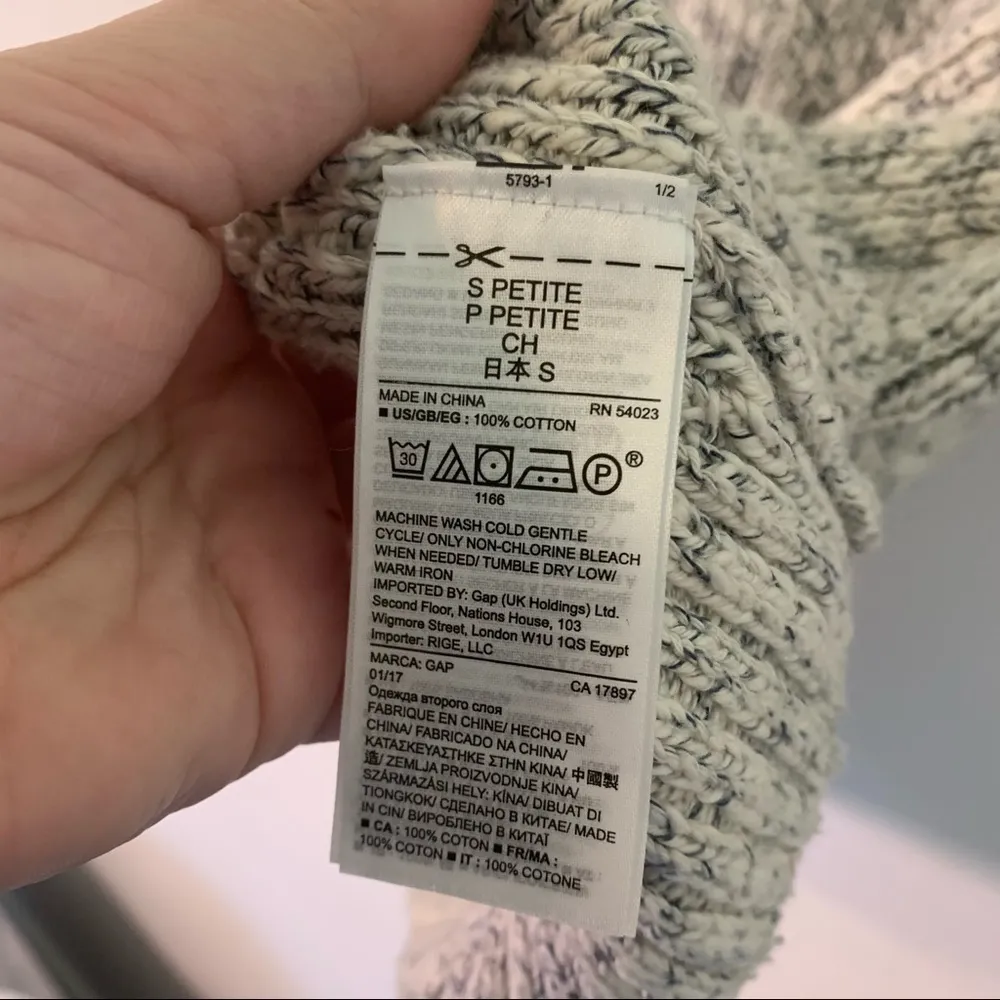 5793-1
1/2
S PETITE
P PETITE
CH
日本 S
MADE IN CHINA RN 54023
■ US/GB/EG : 100% COTTON
30 P ®
1166
MACHINE WASH COLD GENTLE
CYCLE/ ONLY NON-CHLORINE BLEACH
WHEN NEEDED/ TUMBLE DRY LOW/
WARM IRON
IMPORTED BY: Gap (UK Holdings) Ltd.
Second Floor, Nations House, 103
Wigmore Street, London W1U 1QS Egypt
Importer: RIGE, LLC
MARCA: GAP CA 17897
01/17
Одежда второго слоя
FABRIQUE EN CHINE/ HECHO EN
CHINA/ FABRICADO NA CHINA/
ΚΑΤΑΣΚΕΥΑΣΤΗΚΕ ΣΤΗΝ ΚΙΝΑ/ 中國製
造/ ZEMLJA PROIZVODNJE KINA/
SZÁRMAZÁSI HELY: KÍNA/ DIBUAT DI
TIONGKOK/ СДЕЛАНО В КИТАЕ/ MADE
IN CIN/ ВИРОБЛЕНО В КИТАЇ
■ CA : 100% COTON ■ FR/MA :
100% COTON ■ IT : 100% COTONE